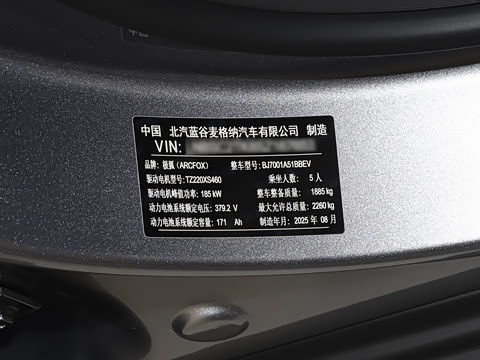 中国 北汽蓝谷麦格纳汽车有限公司 制造
VIN:
品牌: 极狐(ARCFOX) 整车型号: BJ7001A51BBEV
驱动电机型号: TZ220XS460 乘坐人数: 5 人
驱动电机峰值功率: 185 kW 整车整备质量: 1885 kg
动力电池系统额定电压: 379.2 V 最大允许总质量: 2260 kg
动力电池系统额定容量: 171 Ah 制造年月: 2025 年 08 月